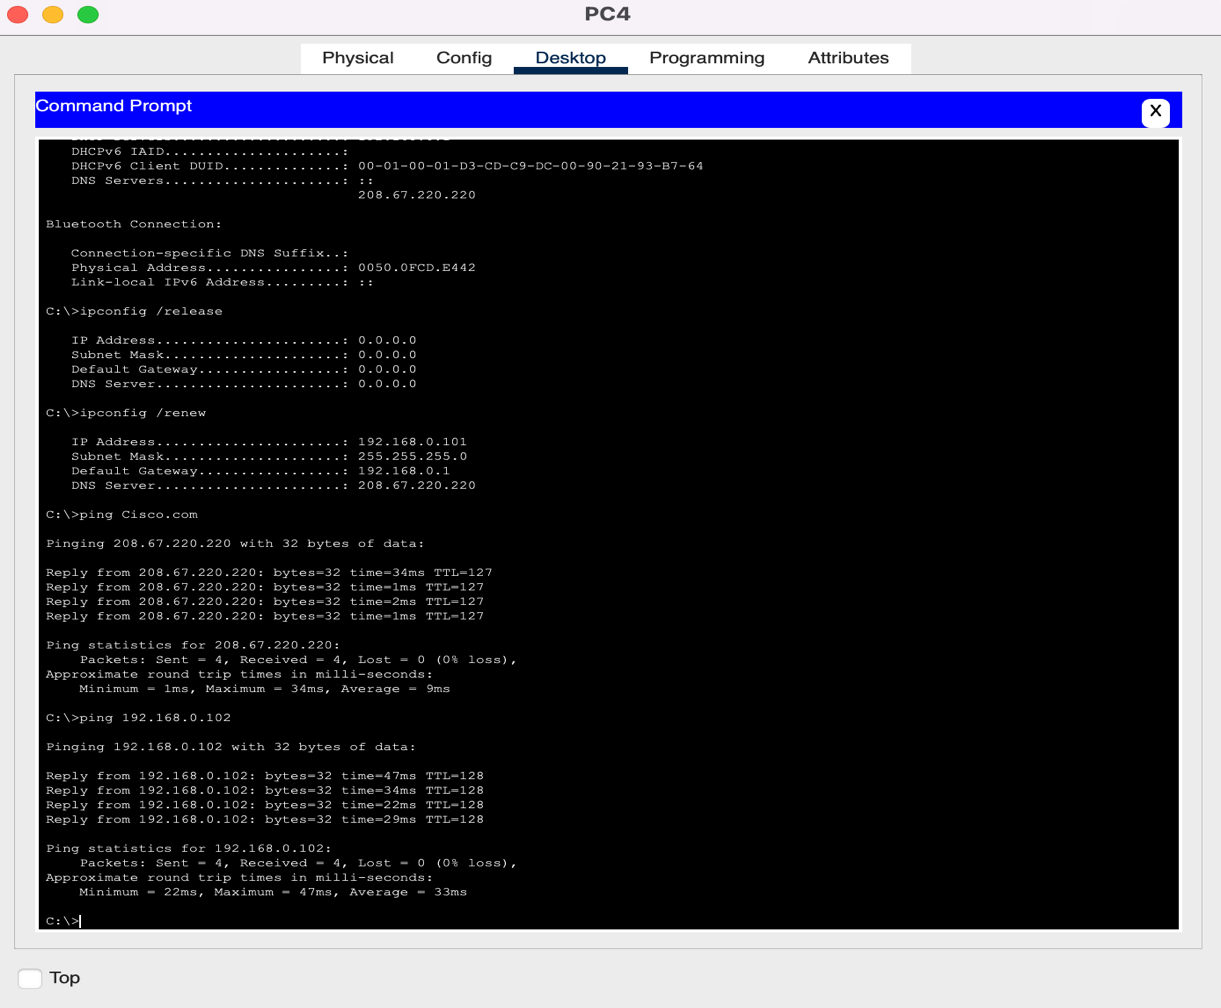 PC4
Physical Config Desktop Programming Attributes
Command Prompt
X
DHCPv6 IAID.....................:
DHCPv6 Client DUID..............: 00-01-00-01-D3-CD-C9-DC-00-90-21-93-B7-64
DNS Servers.....................: ::
208.67.220.220
Bluetooth Connection:
Connection-specific DNS Suffix..:
Physical Address................: 0050.0FCD.E442
Link-local IPv6 Address.........: ::
C:\>ipconfig /release
IP Address......................: 0.0.0.0
Subnet Mask.....................: 0.0.0.0
Default Gateway.................: 0.0.0.0
DNS Server......................: 0.0.0.0
C:\>ipconfig /renew
IP Address......................: 192.168.0.101
Subnet Mask.....................: 255.255.255.0
Default Gateway.................: 192.168.0.1
DNS Server......................: 208.67.220.220
C:\>ping Cisco.com
Pinging 208.67.220.220 with 32 bytes of data:
Reply from 208.67.220.220: bytes=32 time=34ms TTL=127
Reply from 208.67.220.220: bytes=32 time=1ms TTL=127
Reply from 208.67.220.220: bytes=32 time=2ms TTL=127
Reply from 208.67.220.220: bytes=32 time=1ms TTL=127
Ping statistics for 208.67.220.220:
Packets: Sent = 4, Received = 4, Lost = 0 (0% loss),
Approximate round trip times in milli-seconds:
Minimum = 1ms, Maximum = 34ms, Average = 9ms
C:\>ping 192.168.0.102
Pinging 192.168.0.102 with 32 bytes of data:
Reply from 192.168.0.102: bytes=32 time=47ms TTL=128
Reply from 192.168.0.102: bytes=32 time=34ms TTL=128
Reply from 192.168.0.102: bytes=32 time=22ms TTL=128
Reply from 192.168.0.102: bytes=32 time=29ms TTL=128
Ping statistics for 192.168.0.102:
Packets: Sent = 4, Received = 4, Lost = 0 (0% loss),
Approximate round trip times in milli-seconds:
Minimum = 22ms, Maximum = 47ms, Average = 33ms
C:\>
Top